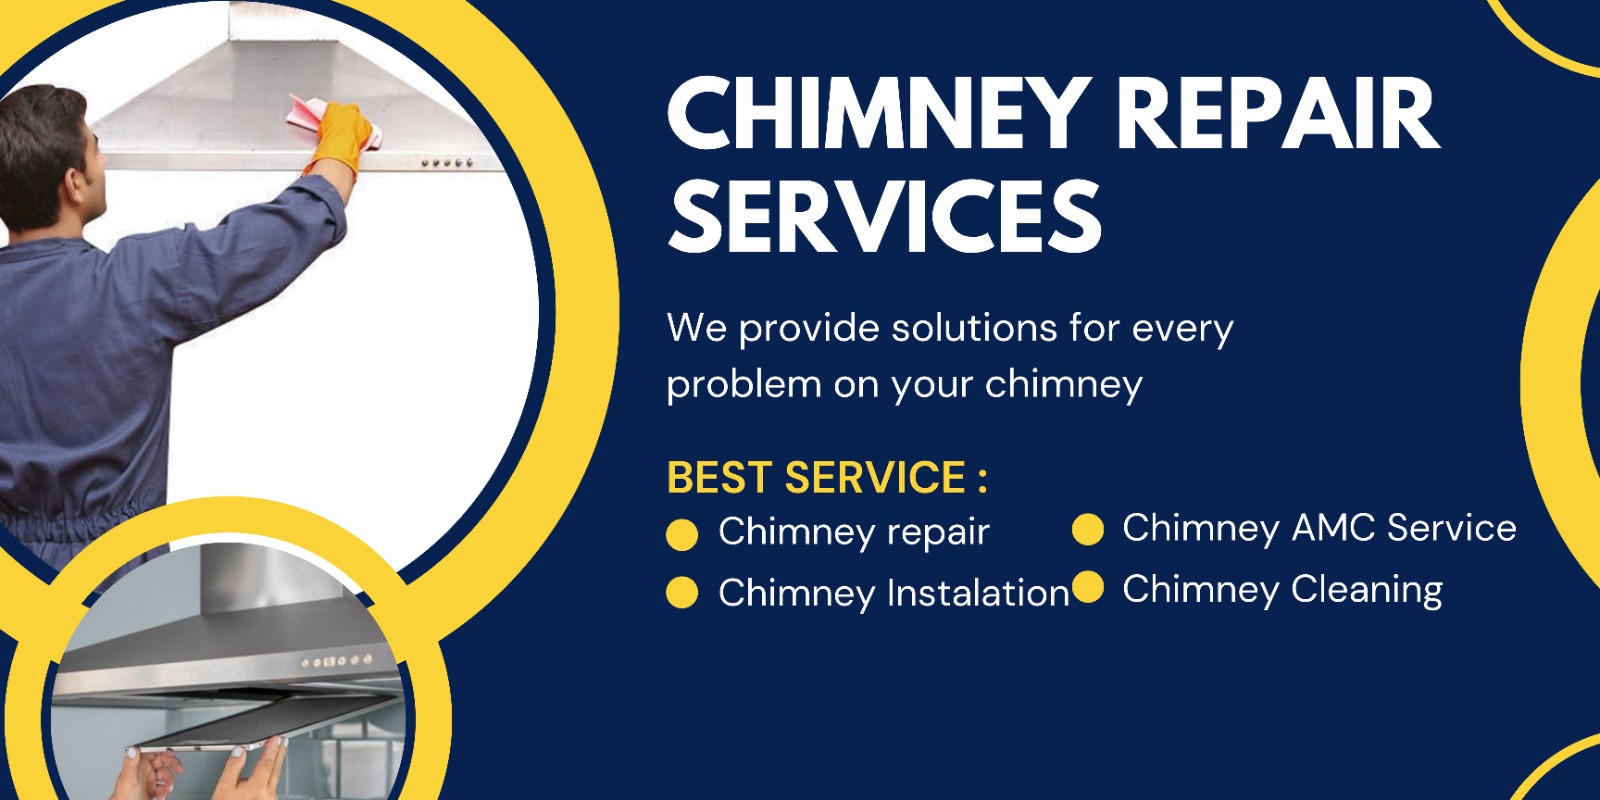 CHIMNEY REPAIR
SERVICES
We provide solutions for every
problem on your chimney
BEST SERVICE :
Chimney repair
Chimney Instalation
Chimney AMC Service
Chimney Cleaning